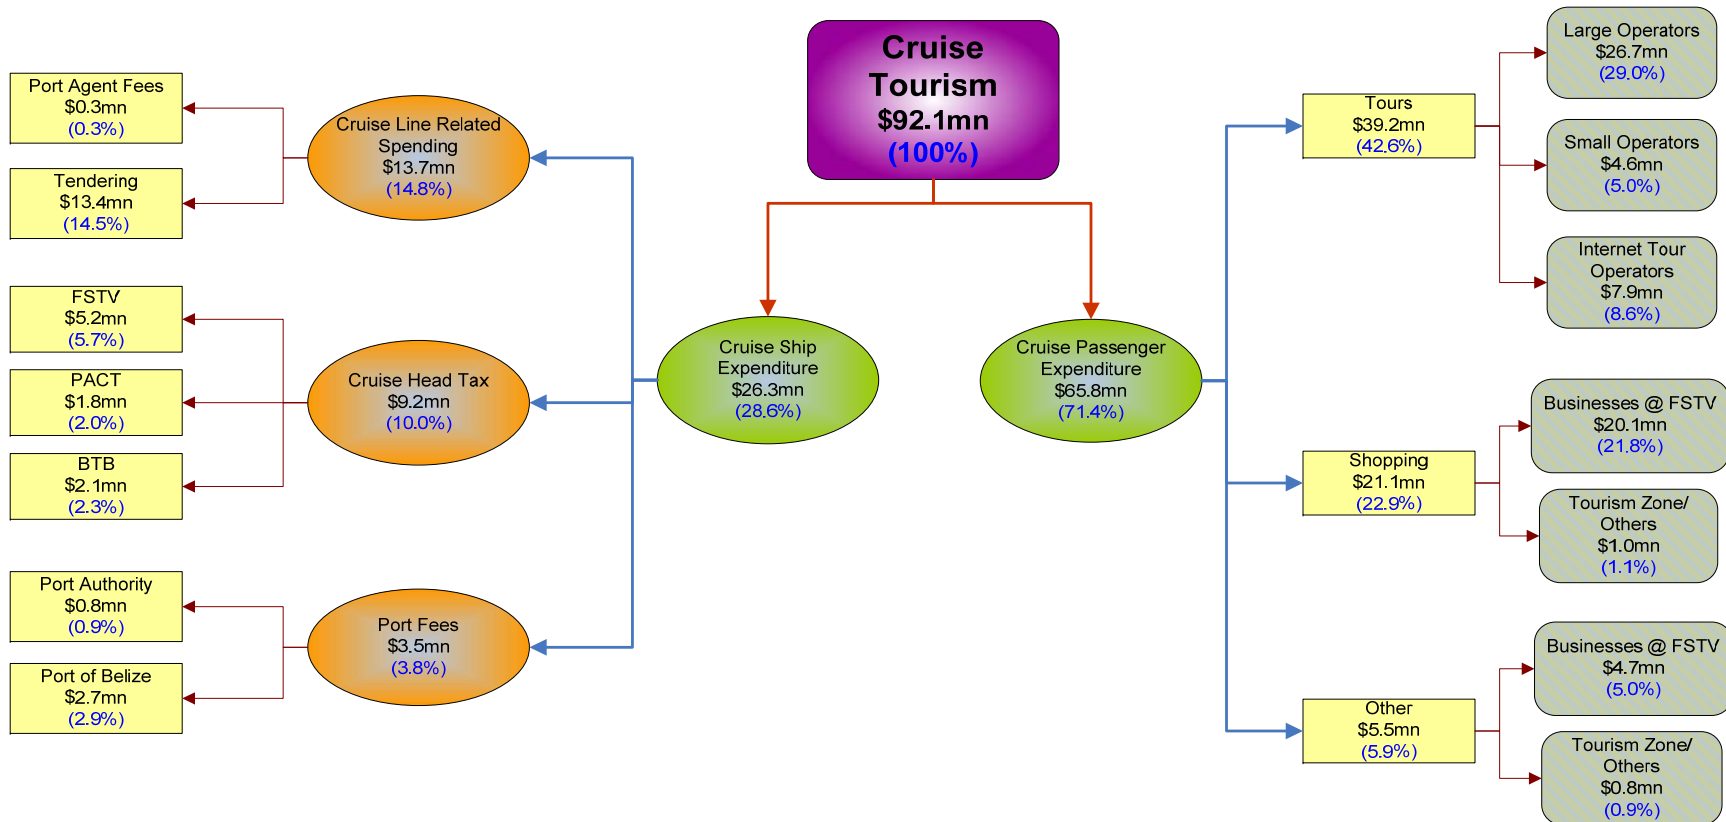 Cruise
Tourism
$92.1mn
(100%)
Port Agent Fees
$0.3mn
(0.3%)
Tendering
$13.4mn
(14.5%)
Cruise Line Related
Spending
$13.7mn
(14.8%)
FSTV
$5.2mn
(5.7%)
PACT
$1.8mn
(2.0%)
BTB
$2.1mn
(2.3%)
Cruise Head Tax
$9.2mn
(10.0%)
Port Authority
$0.8mn
(0.9%)
Port of Belize
$2.7mn
(2.9%)
Port Fees
$3.5mn
(3.8%)
Cruise Ship
Expenditure
$26.3mn
(28.6%)
Cruise Passenger
Expenditure
$65.8mn
(71.4%)
Tours
$39.2mn
(42.6%)
Large Operators
$26.7mn
(29.0%)
Small Operators
$4.6mn
(5.0%)
Internet Tour
Operators
$7.9mn
(8.6%)
Shopping
$21.1mn
(22.9%)
Businesses @ FSTV
$20.1mn
(21.8%)
Tourism Zone/
Others
$1.0mn
(1.1%)
Other
$5.5mn
(5.9%)
Businesses @ FSTV
$4.7mn
(5.0%)
Tourism Zone/
Others
$0.8mn
(0.9%)